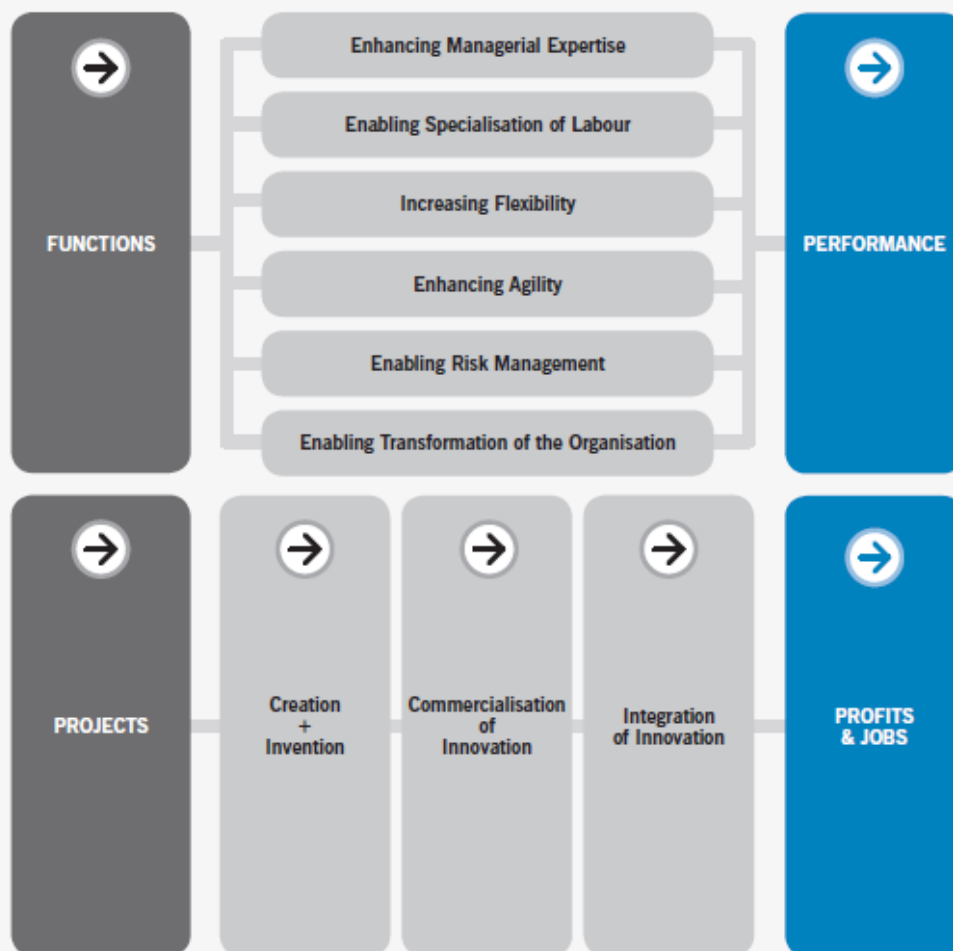 FUNCTIONS
Enhancing Managerial Expertise
Enabling Specialisation of Labour
Increasing Flexibility
Enhancing Agility
Enabling Risk Management
Enabling Transformation of the Organisation
PERFORMANCE
PROJECTS
Creation
+
Invention
Commercialisation
of
Innovation
Integration
of Innovation
PROFITS
& JOBS